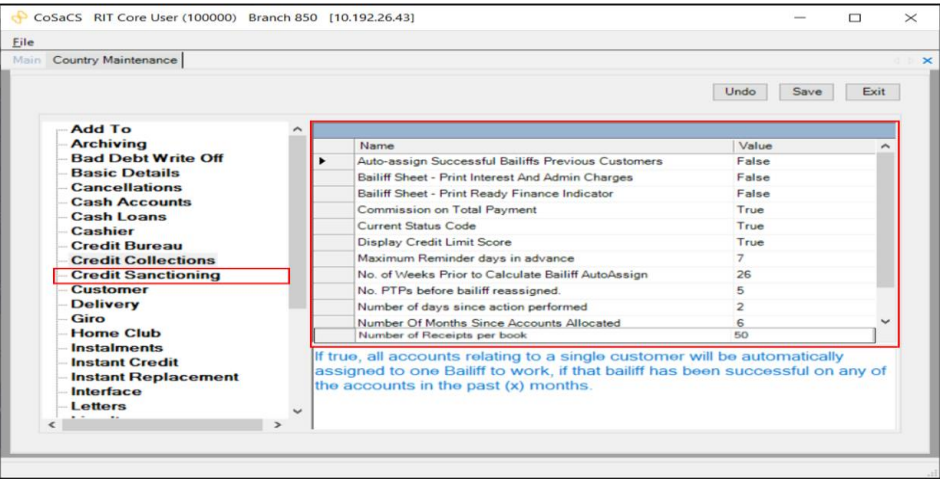 CoSaCS RIT Core User (100000) Branch 850 [10.192.26.43]
File
Main Country Maintenance
Undo Save Exit
Add To
Archiving
Bad Debt Write Off
Basic Details
Cancellations
Cash Accounts
Cash Loans
Cashier
Credit Bureau
Credit Collections
Credit Sanctioning
Customer
Delivery
Giro
Home Club
Instalments
Instant Credit
Instant Replacement
Interface
Letters
Name Value
Auto-assign Successful Bailiffs Previous Customers False
Bailiff Sheet - Print Interest And Admin Charges False
Bailiff Sheet - Print Ready Finance Indicator False
Commission on Total Payment True
Current Status Code True
Display Credit Limit Score True
Maximum Reminder days in advance 7
No. of Weeks Prior to Calculate Bailiff AutoAssign 26
No. PTPs before bailiff reassigned. 5
Number of days since action performed 2
Number Of Months Since Accounts Allocated 6
Number of Receipts per book 50
If true, all accounts relating to a single customer will be automatically
assigned to one Bailiff to work, if that bailiff has been successful on any of
the accounts in the past (x) months.